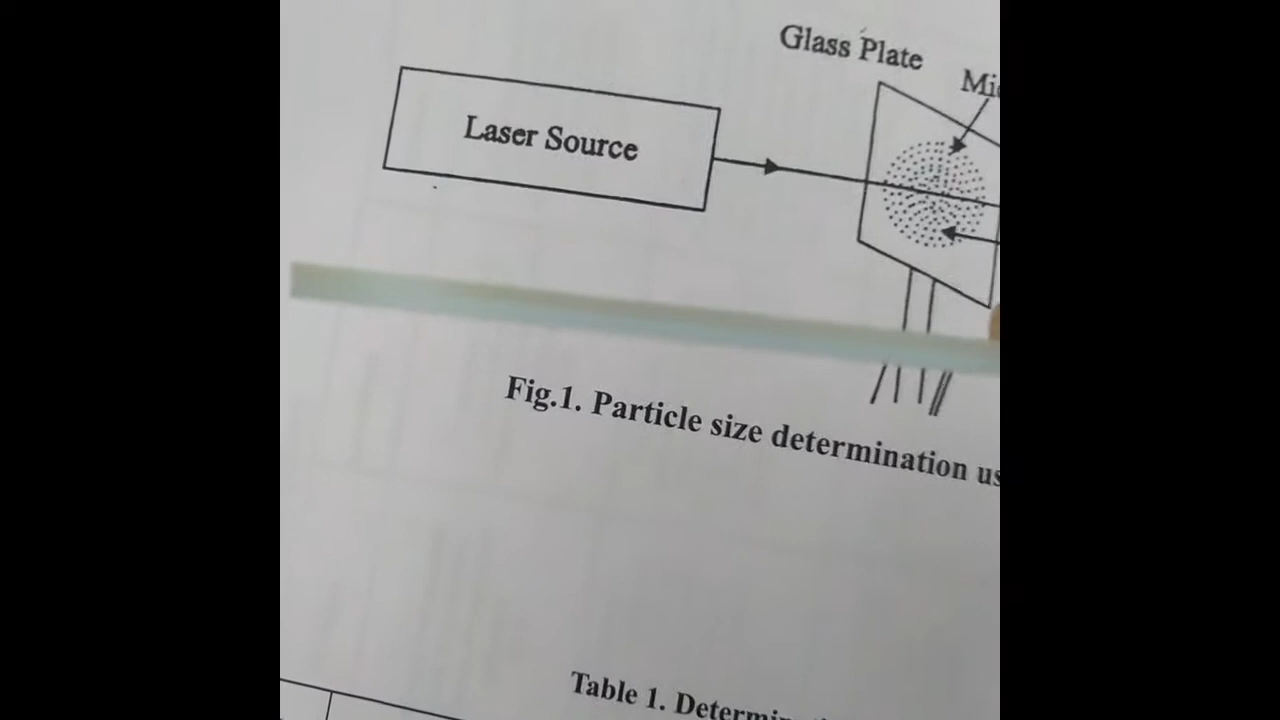 Glass Plate
Laser Source
Fig.1. Particle size determination
Table 1.